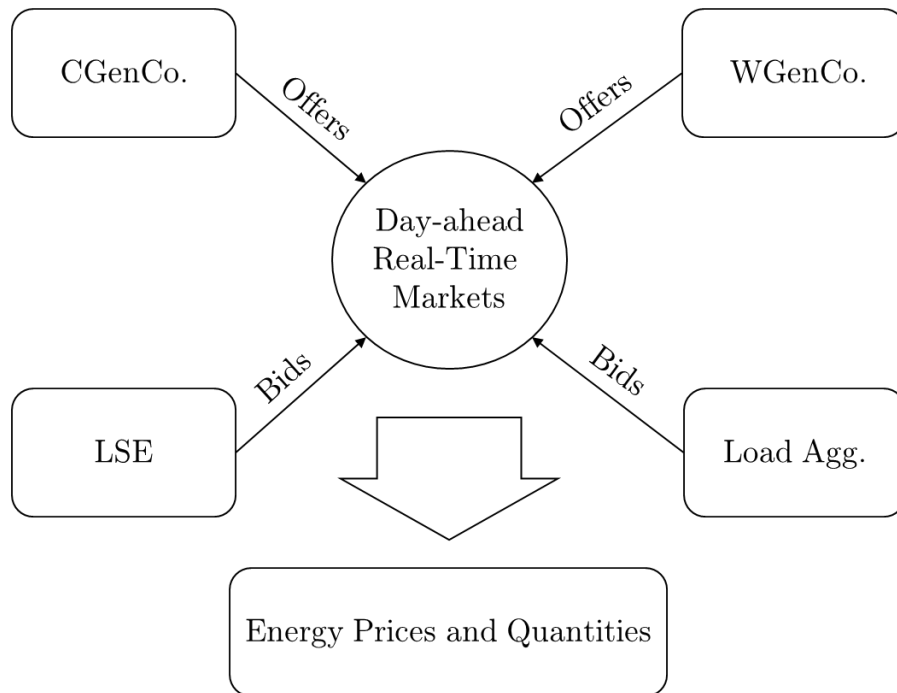 CGenCo.
WGenCo.
Offers
Offers
Day-ahead
Real-Time
Markets
Bids
Bids
LSE
Load Agg.
Energy Prices and Quantities